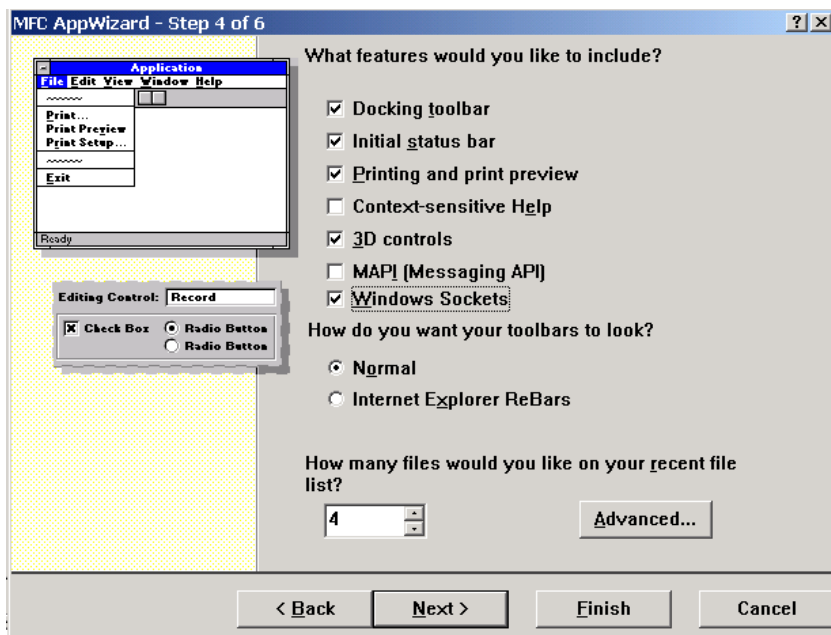 MFC AppWizard - Step 4 of 6
Application
File Edit View Window Help
Print...
Print Preview
Print Setup...
Exit
Ready
Editing Control: Record
Check Box Radio Button
Radio Button
What features would you like to include?
Docking toolbar
Initial status bar
Printing and print preview
Context-sensitive Help
3D controls
MAPI (Messaging API)
Windows Sockets
How do you want your toolbars to look?
Normal
Internet Explorer ReBars
How many files would you like on your recent file
list?
4
Advanced...
< Back Next > Finish Cancel